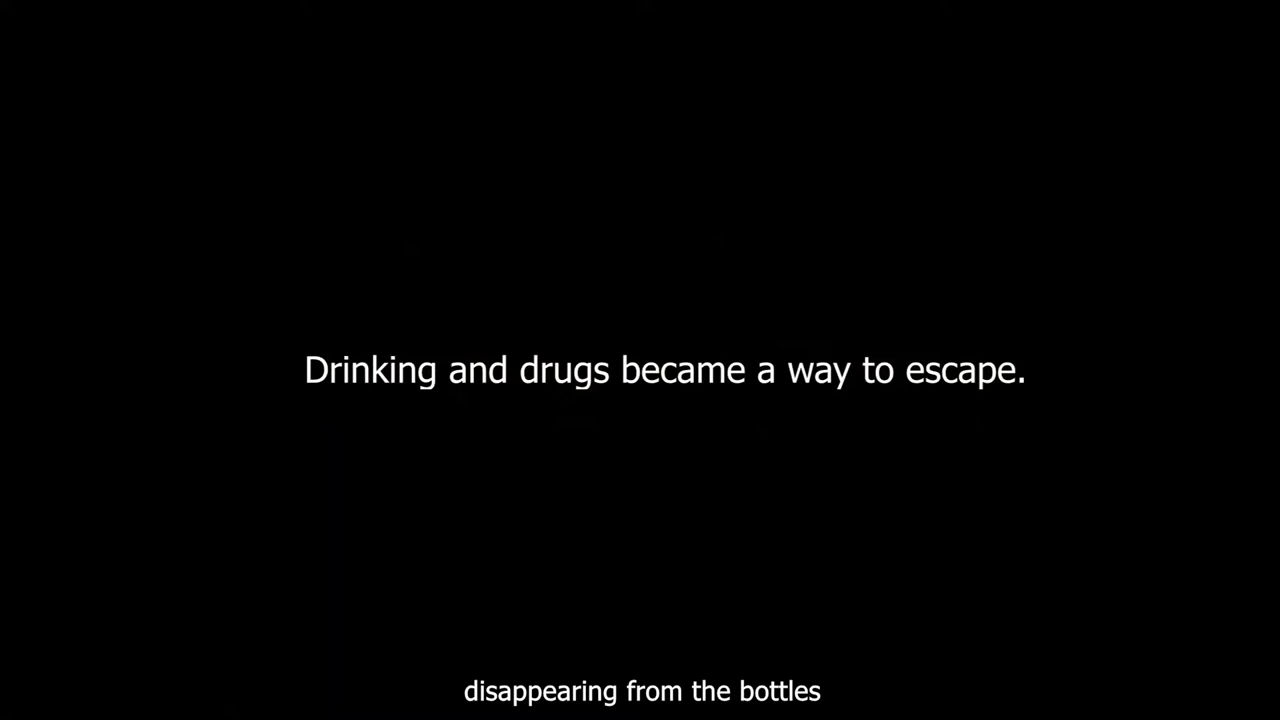 Drinking and drugs became a way to escape.
disappearing from the bottles